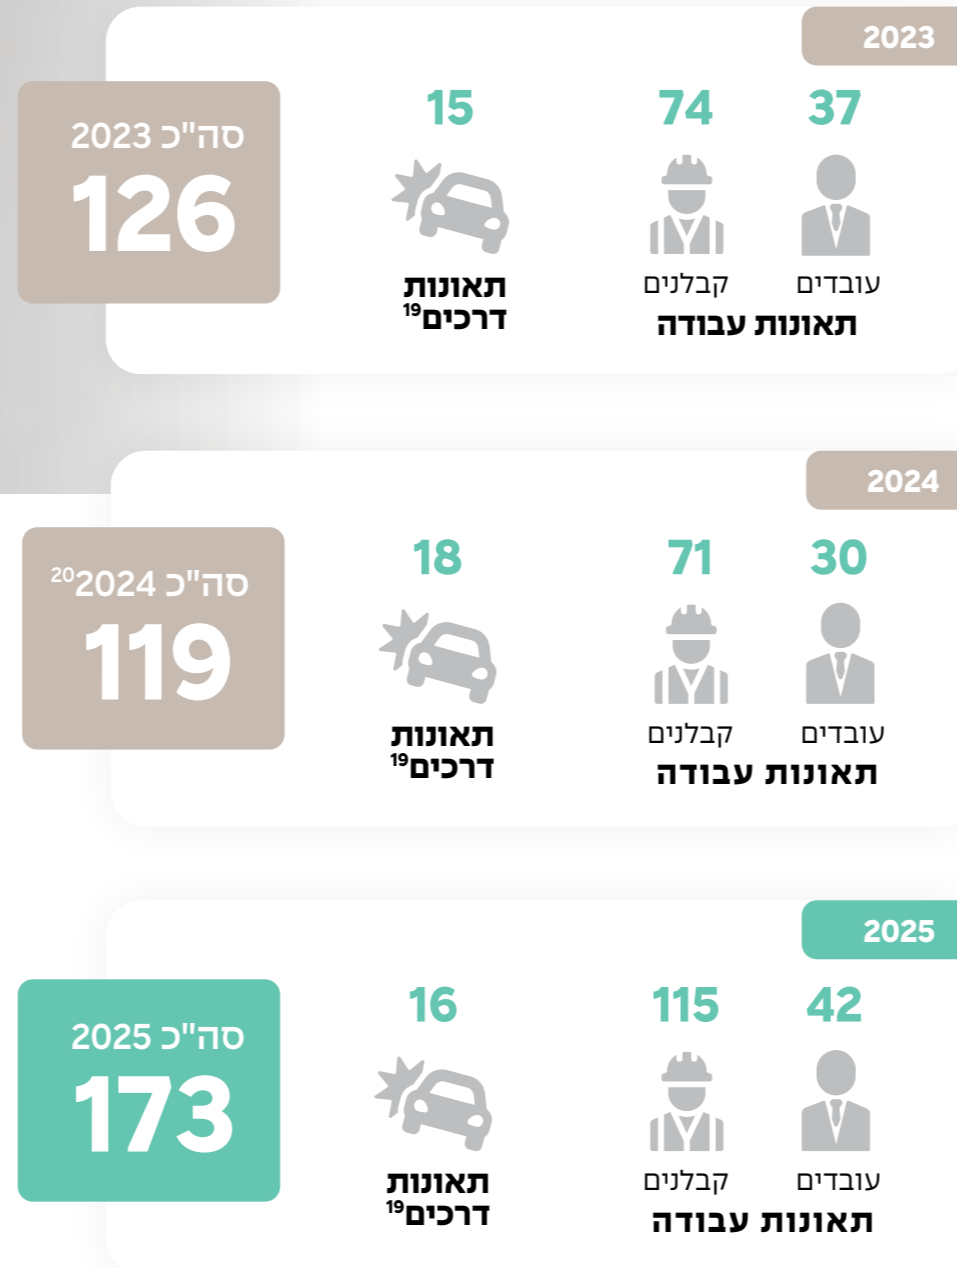 2023
37 74 15
סה"כ 2023
126
עובדים קבלנים
תאונות עבודה
תאונות
דרכים19
2024
30 71 18
סה"כ 202420
119
עובדים קבלנים
תאונות עבודה
תאונות
דרכים19
2025
42 115 16
סה"כ 2025
173
עובדים קבלנים
תאונות עבודה
תאונות
דרכים19